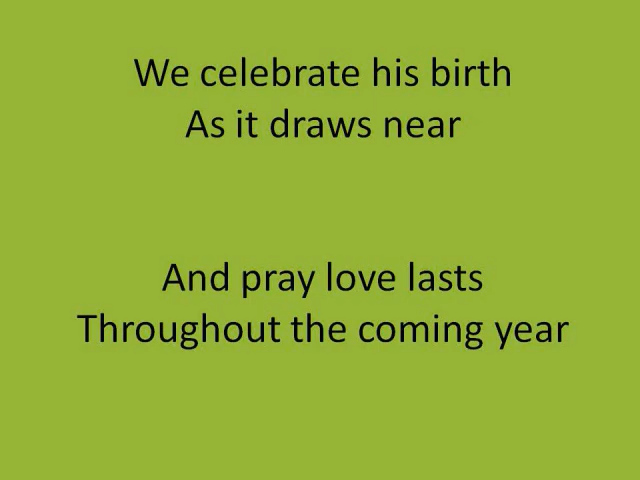 We celebrate his birth
As it draws near
And pray love lasts
Throughout the coming year